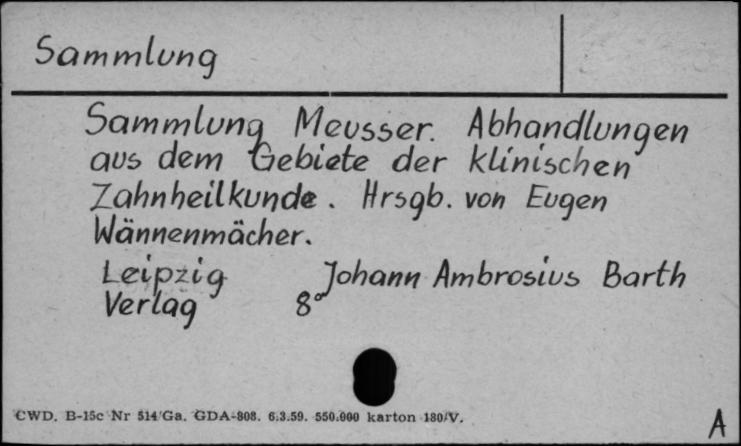 Sammlung
Sammlung Meusser. Abhandlungen
aus dem Gebiete der klinischen
Zahnheilkunde. Hrsgb. von Eugen
Wännenmächer.
Leipzig Johann Ambrosius Barth
Verlag 8°
CWD. B-15c Nr 514/Ga. GDA-808. 6.3.59. 550.000 karton 180/V.
A